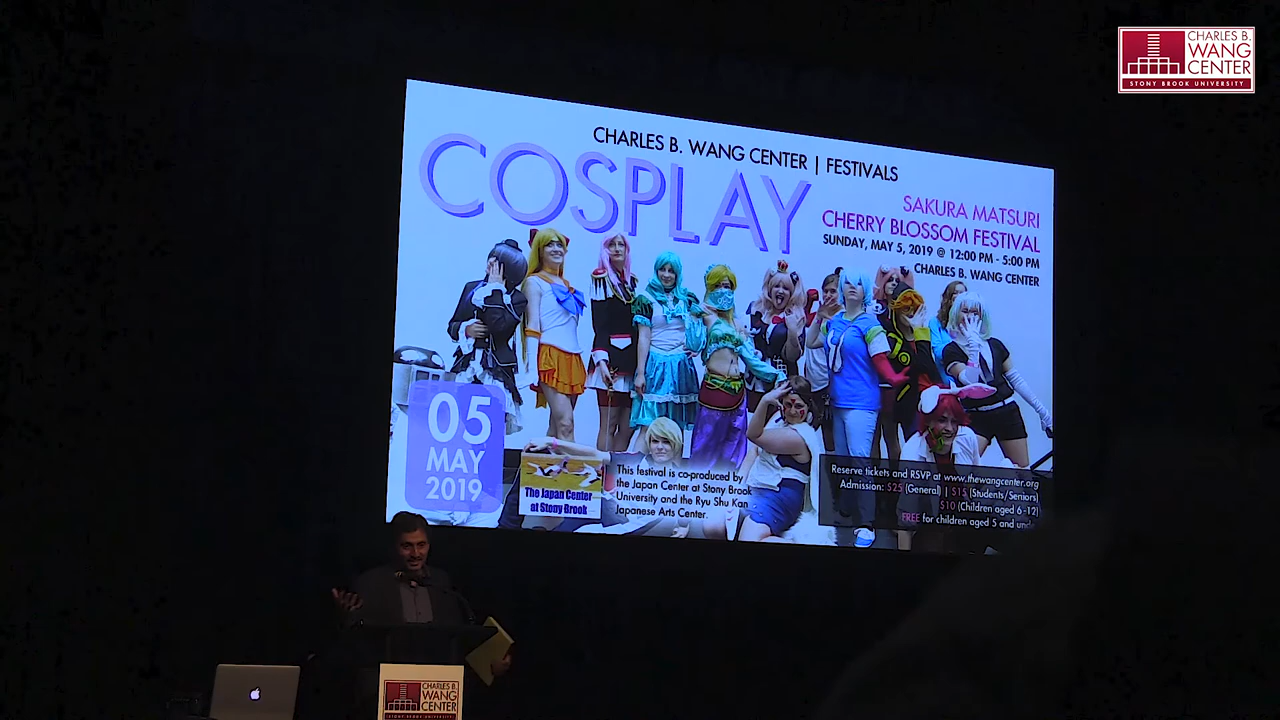 CHARLES B.
WANG
CENTER
STONY BROOK UNIVERSITY
CHARLES B. WANG CENTER | FESTIVALS
COSPLAY
SAKURA MATSURI
CHERRY BLOSSOM FESTIVAL
SUNDAY, MAY 5, 2019 @ 12:00 PM - 5:00 PM
CHARLES B. WANG CENTER
05
MAY
2019
The Japan Center
at Stony Brook
This festival is co-produced by
the Japan Center at Stony Brook
University and the Ryu Shu Kan
Japanese Arts Center.
Reserve tickets and RSVP at www.thewangcenter.org
Admission: $25 (General) | $15 (Students/Seniors)
$10 (Children aged 6-12)
FREE for children aged 5 and
CHARLES B.
WANG
CENTER
STONY BROOK UNIVERSITY